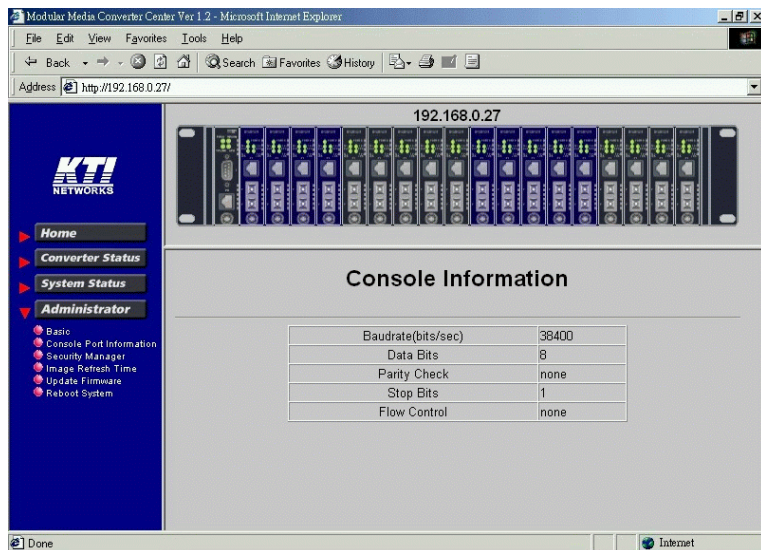 Modular Media Converter Center Ver 1.2 - Microsoft Internet Explorer
File Edit View Favorites Tools Help
Back Search Favorites History
Address http://192.168.0.27/
192.168.0.27
KTI
NETWORKS
Home
Converter Status
System Status
Administrator
Basic
Console Port Information
Security Manager
Image Refresh Time
Update Firmware
Reboot System
Console Information
Baudrate(bits/sec) 38400
Data Bits 8
Parity Check none
Stop Bits 1
Flow Control none
Done Internet